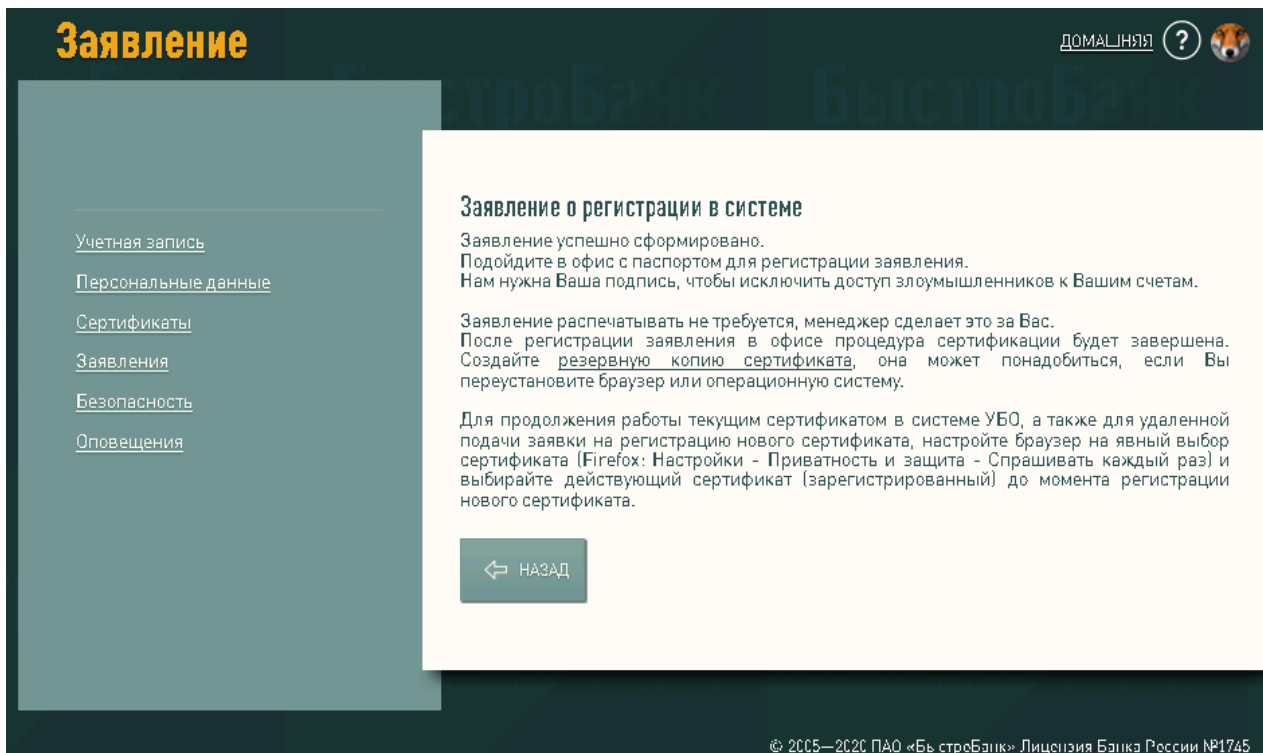 Заявление
ДОМАШНЯЯ ?
БыстроБанк
Учетная запись
Персональные данные
Сертификаты
Заявления
Безопасность
Оповещения
Заявление о регистрации в системе
Заявление успешно сформировано.
Подойдите в офис с паспортом для регистрации заявления.
Нам нужна Ваша подпись, чтобы исключить доступ злоумышленников к Вашим счетам.
Заявление распечатывать не требуется, менеджер сделает это за Вас.
После регистрации заявления в офисе процедура сертификации будет завершена.
Создайте резервную копию сертификата, она может понадобиться, если Вы
переустановите браузер или операционную систему.
Для продолжения работы текущим сертификатом в системе УБО, а также для удаленной
подачи заявки на регистрацию нового сертификата, настройте браузер на явный выбор
сертификата (Firefox: Настройки - Приватность и защита - Спрашивать каждый раз) и
выбирайте действующий сертификат (зарегистрированный) до момента регистрации
нового сертификата.
НАЗАД
© 2005—2020 ПАО «БыстроБанк» Лицензия Банка России №1745